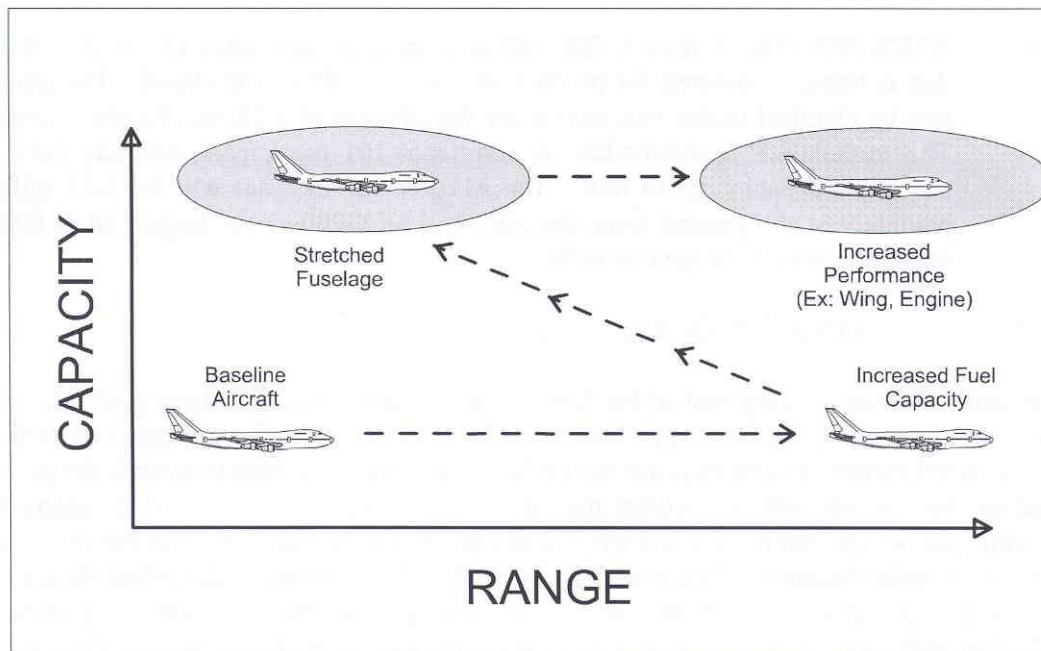 CAPACITY
Stretched
Fuselage
Increased
Performance
(Ex: Wing, Engine)
Baseline
Aircraft
Increased Fuel
Capacity
RANGE